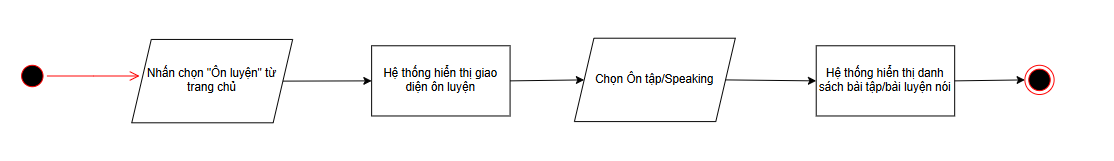 Nhấn chọn "Ôn luyện" từ
trang chủ
Hệ thống hiển thị giao
diện ôn luyện
Chọn Ôn tập/Speaking
Hệ thống hiển thị danh
sách bài tập/bài luyện nói